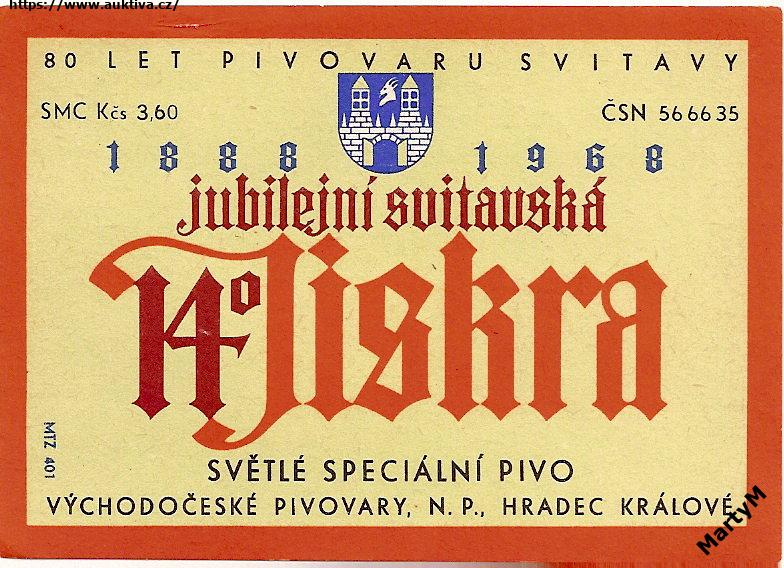 https://www.auktiva.cz/
80 LET PIVOVARU SVITAVY
SMC Kčs 3,60
ČSN 56 66 35
1888 1968
jubilejní svitavská
14° Jiskra
MTZ 401
SVĚTLÉ SPECIÁLNÍ PIVO
VÝCHODOČESKÉ PIVOVARY, N. P., HRADEC KRÁLOVÉ
MartyM